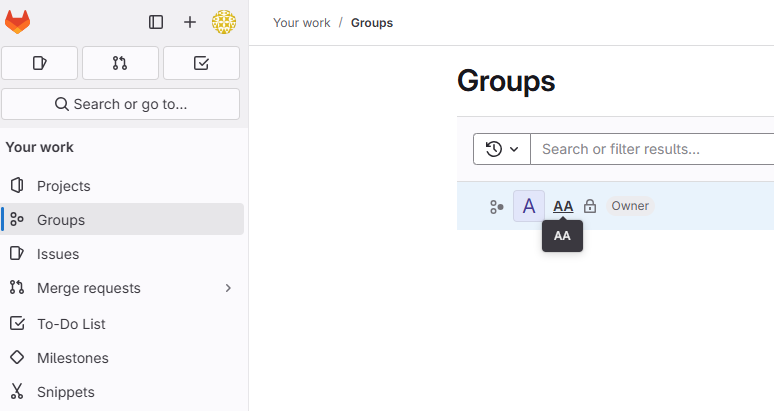 Your work / Groups
Search or go to...
Your work
Projects
Groups
Issues
Merge requests
To-Do List
Milestones
Snippets
Groups
Search or filter results...
A AA Owner
AA